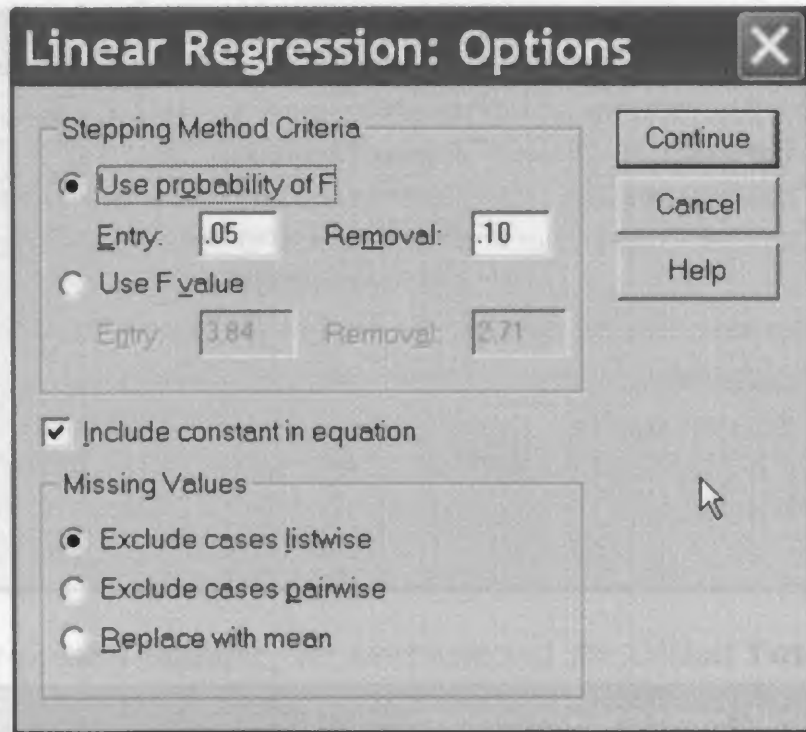 Linear Regression: Options
Stepping Method Criteria
Use probability of F
Entry: .05 Removal: .10
Use F value
Entry: 3.84 Removal: 2.71
Include constant in equation
Missing Values
Exclude cases listwise
Exclude cases pairwise
Replace with mean
Continue
Cancel
Help